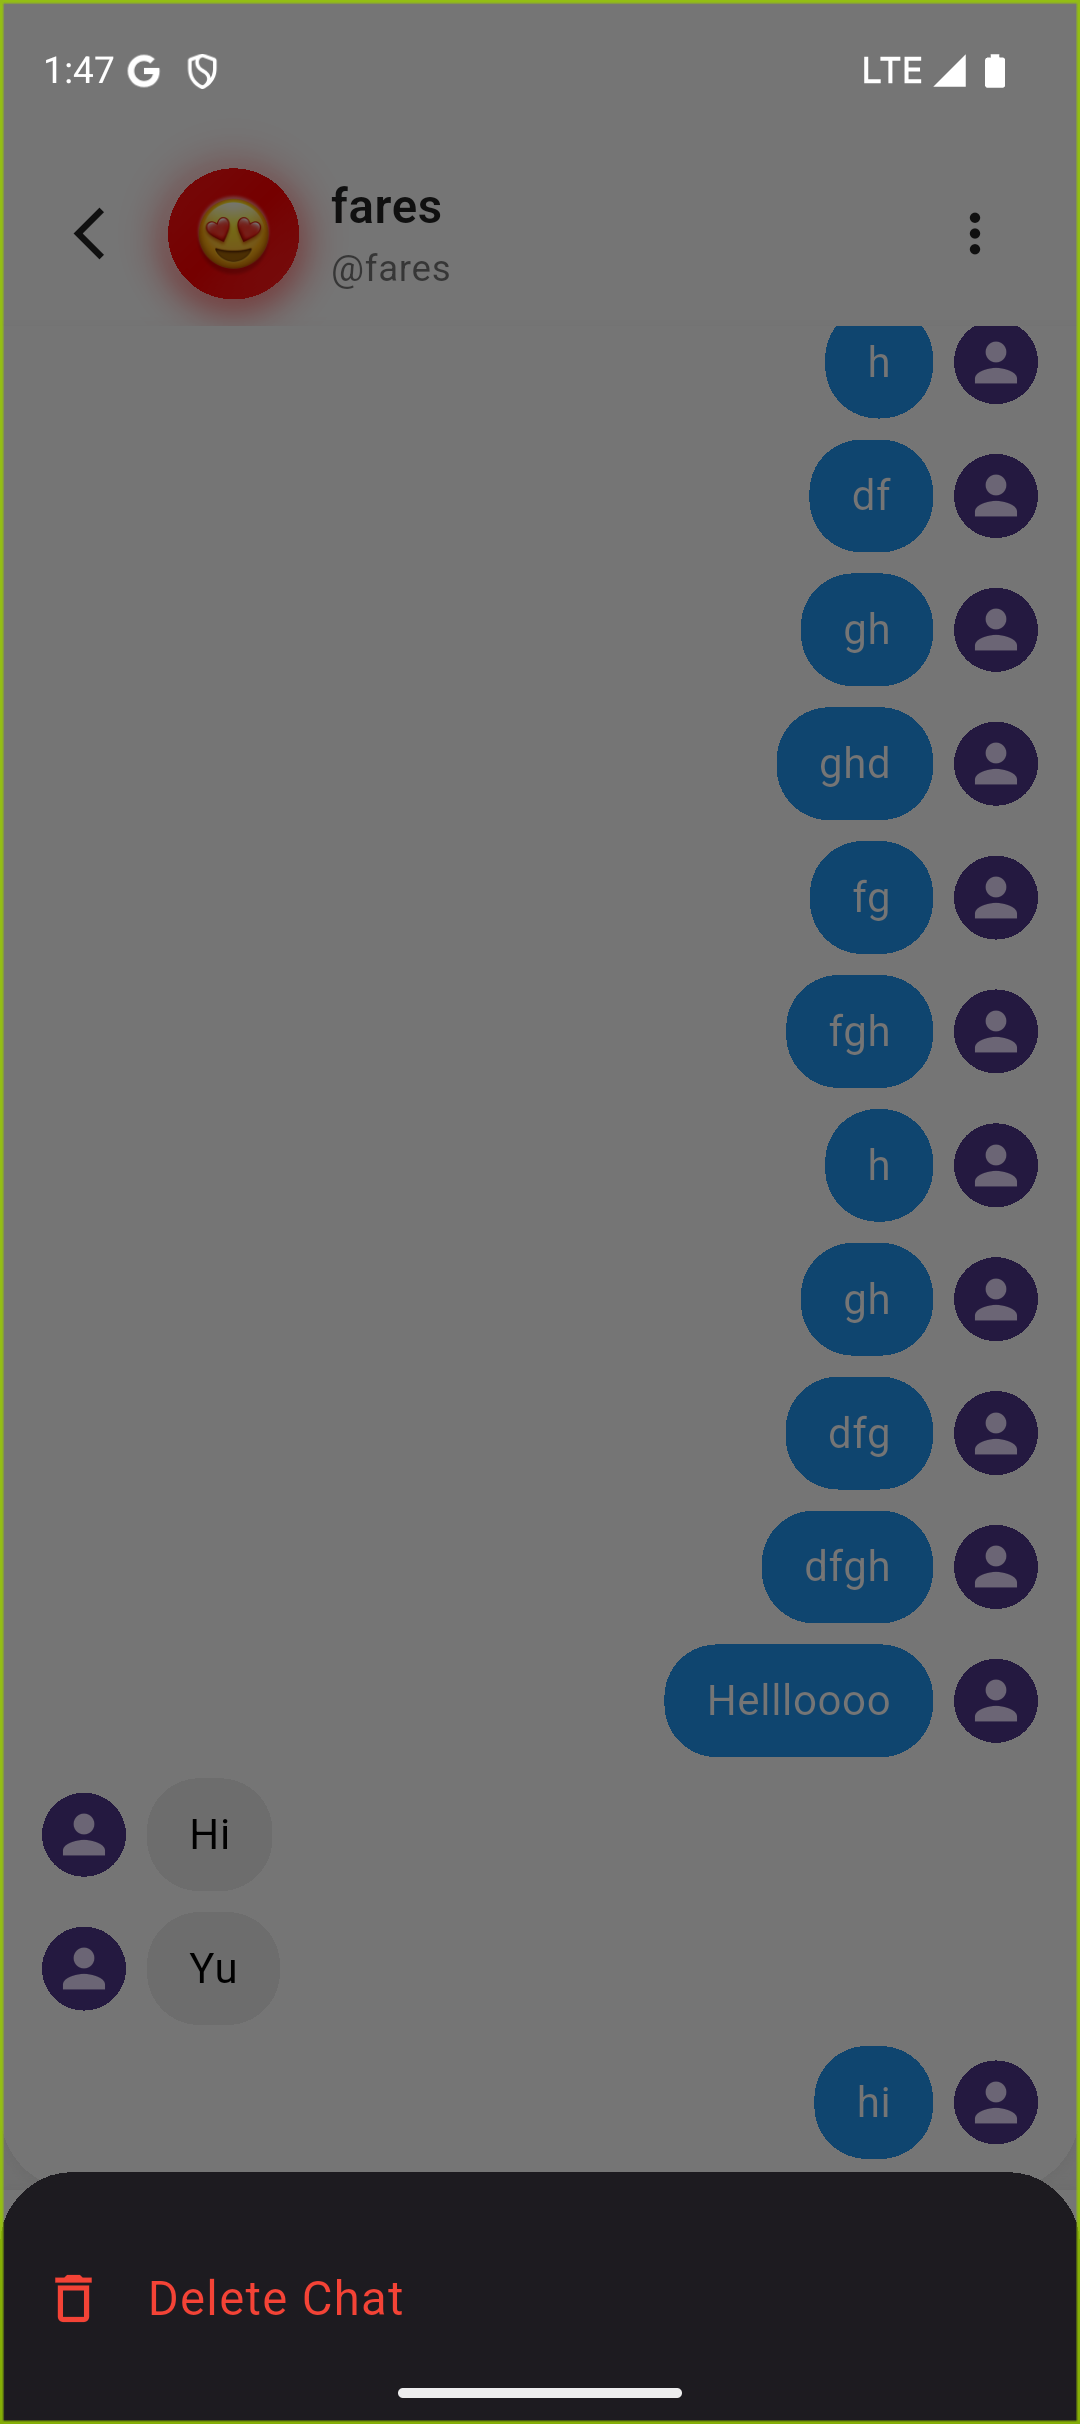 1:47
LTE
fares
@fares
h
df
gh
ghd
fg
fgh
h
gh
dfg
dfgh
Hellloooo
Hi
Yu
hi
Delete Chat